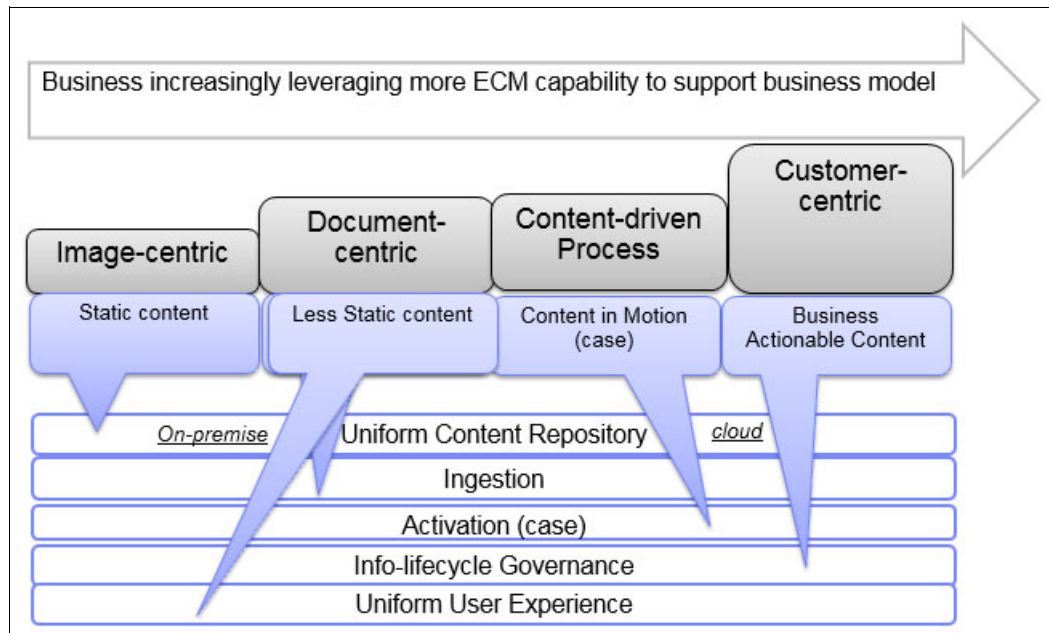 Business increasingly leveraging more ECM capability to support business model
Image-centric
Document-
centric
Content-driven
Process
Customer-
centric
Static content
Less Static content
Content in Motion
(case)
Business
Actionable Content
On-premise
Uniform Content Repository
cloud
Ingestion
Activation (case)
Info-lifecycle Governance
Uniform User Experience